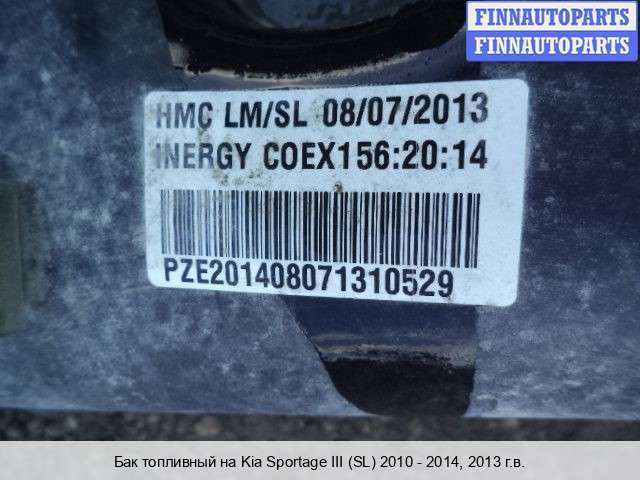 FINNAUTOPARTS
FINNAUTOPARTS
HMC LM/SL 08/07/2013
INERGY COEX156:20:14
PZE201408071310529
Бак топливный на Kia Sportage III (SL) 2010 - 2014, 2013 г.в.